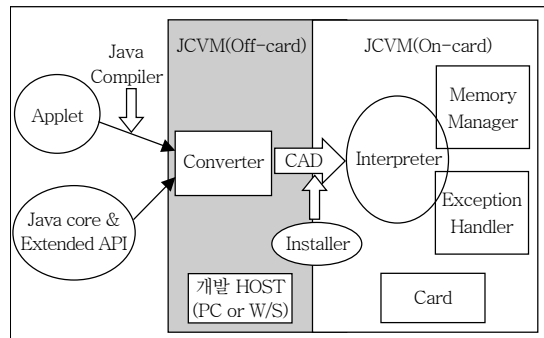 JCVM(Off-card)
JCVM(On-card)
Java
Compiler
Applet
Memory
Manager
Converter
CAD
Interpreter
Java core &
Extended API
Exception
Handler
Installer
개발 HOST
(PC or W/S)
Card